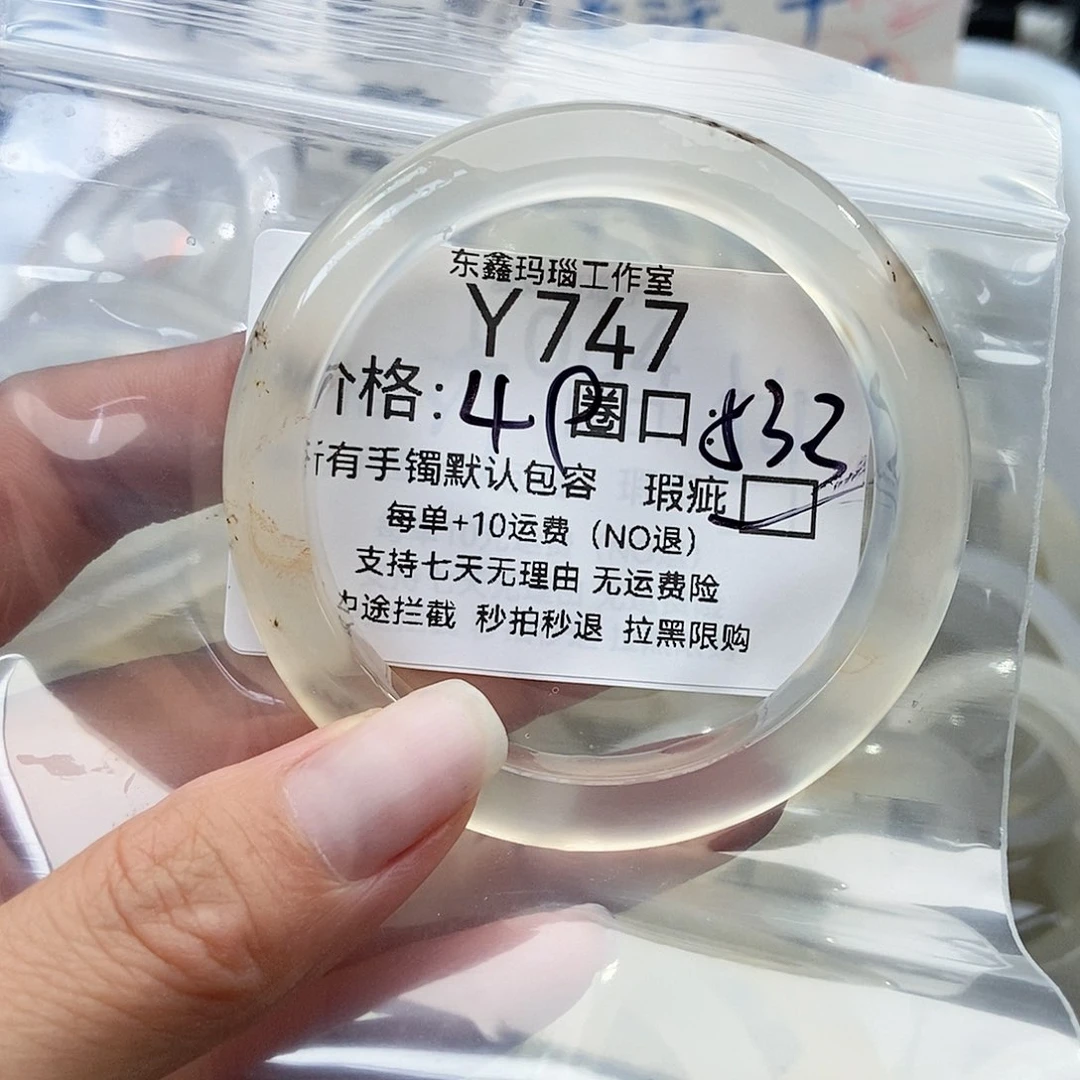 东鑫玛瑙工作室
Y747
价格:40 圈口:532
所有手镯默认包容 瑕疵
每单+10运费 (NO退)
支持七天无理由 无运费险
中途拦截 秒拍秒退 拉黑限购